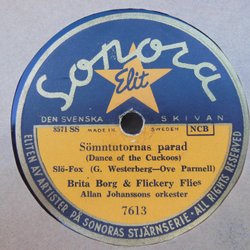 Sonora
Elit
DEN SVENSKA SKIVAN
3571 SS MADE IN SWEDEN NCB
Sömntutornas parad
(Dance of the Cuckoos)
Slö-Fox (G. Westerberg—Ove Parmell)
Brita Borg & Flickery Flies
Allan Johanssons orkester
7613
ELITEN AV ARTISTER PÅ SONORAS STJÄRNSERIE - ALL RIGHTS RESERVED